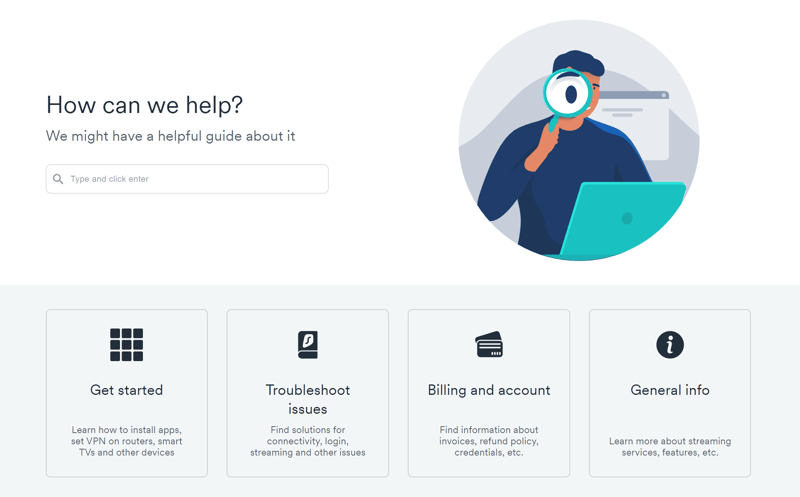 How can we help?
We might have a helpful guide about it
Type and click enter
Get started
Learn how to install apps,
set VPN on routers, smart
TVs and other devices
Troubleshoot
issues
Find solutions for
connectivity, login,
streaming and other issues
Billing and account
Find information about
invoices, refund policy,
credentials, etc.
General info
Learn more about streaming
services, features, etc.